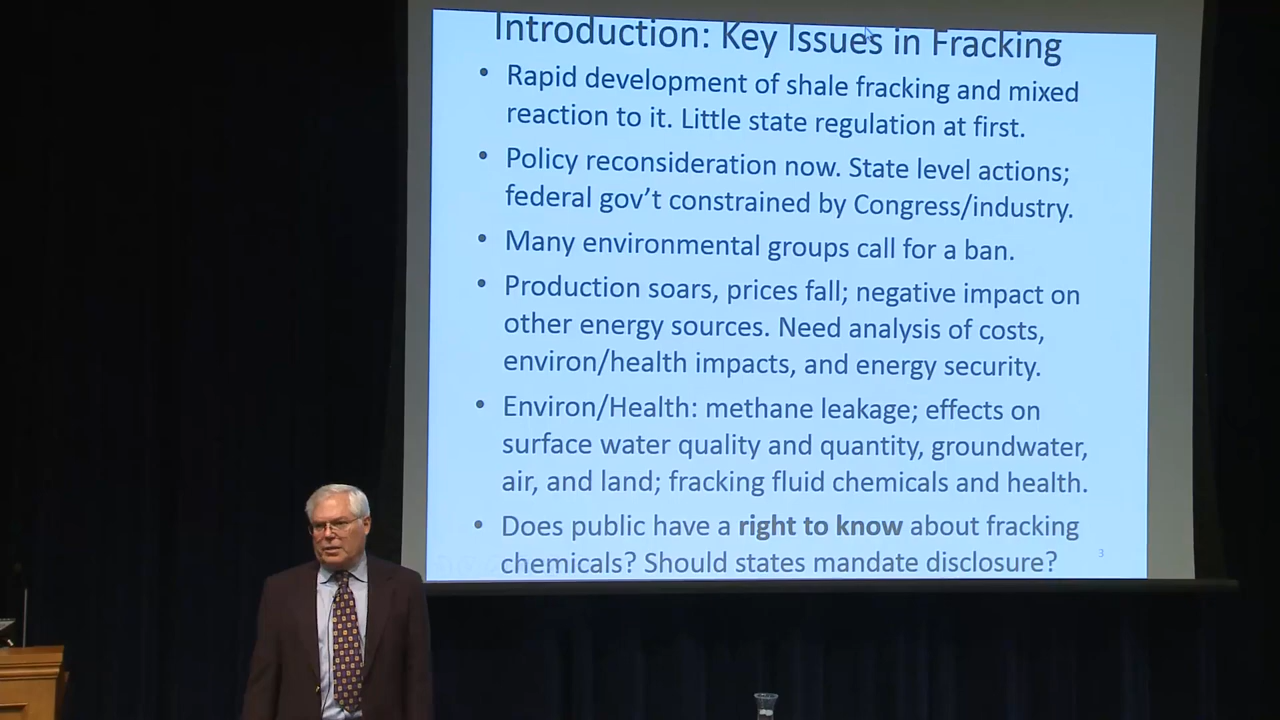 Introduction: Key Issues in Fracking
• Rapid development of shale fracking and mixed
reaction to it. Little state regulation at first.
• Policy reconsideration now. State level actions;
federal gov't constrained by Congress/industry.
• Many environmental groups call for a ban.
• Production soars, prices fall; negative impact on
other energy sources. Need analysis of costs,
environ/health impacts, and energy security.
• Environ/Health: methane leakage; effects on
surface water quality and quantity, groundwater,
air, and land; fracking fluid chemicals and health.
• Does public have a right to know about fracking
chemicals? Should states mandate disclosure?
3